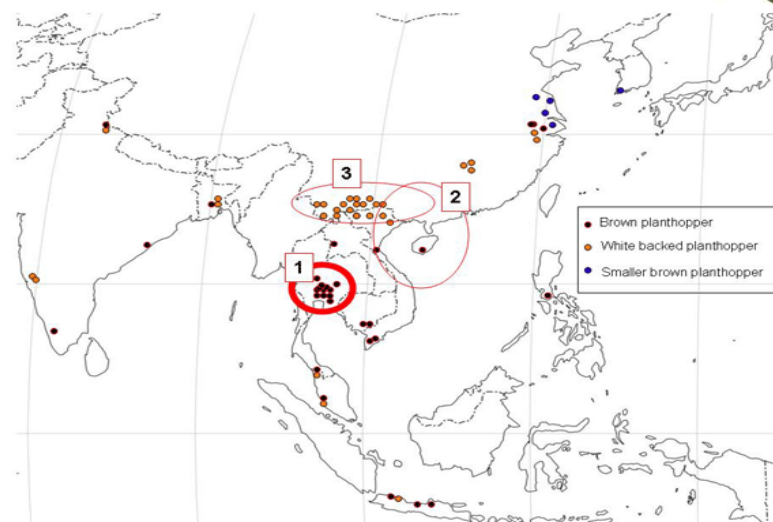 3
2
1
Brown planthopper
White backed planthopper
Smaller brown planthopper